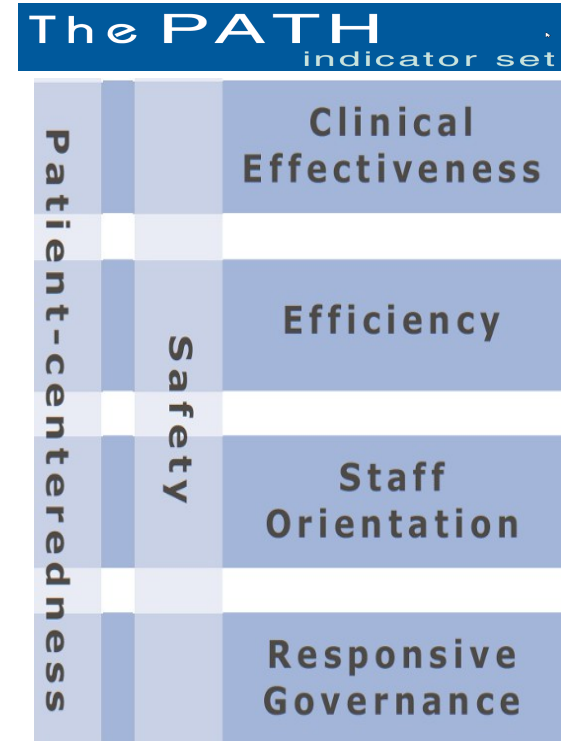 The PATH
indicator set
Patient-centeredness
Safety
Clinical
Effectiveness
Efficiency
Staff
Orientation
Responsive
Governance